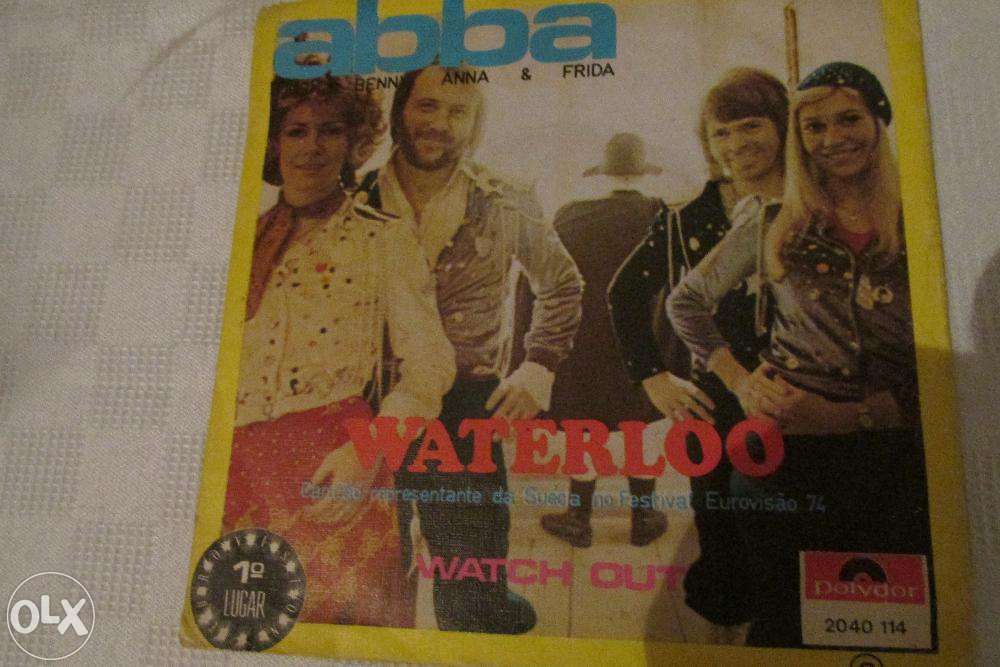 abba
BENNY ANNA & FRIDA
WATERLOO
Canção representante da Suécia no Festival Eurovisão 74
WATCH OUT
1º
LUGAR
polydor
2040 114
OLX